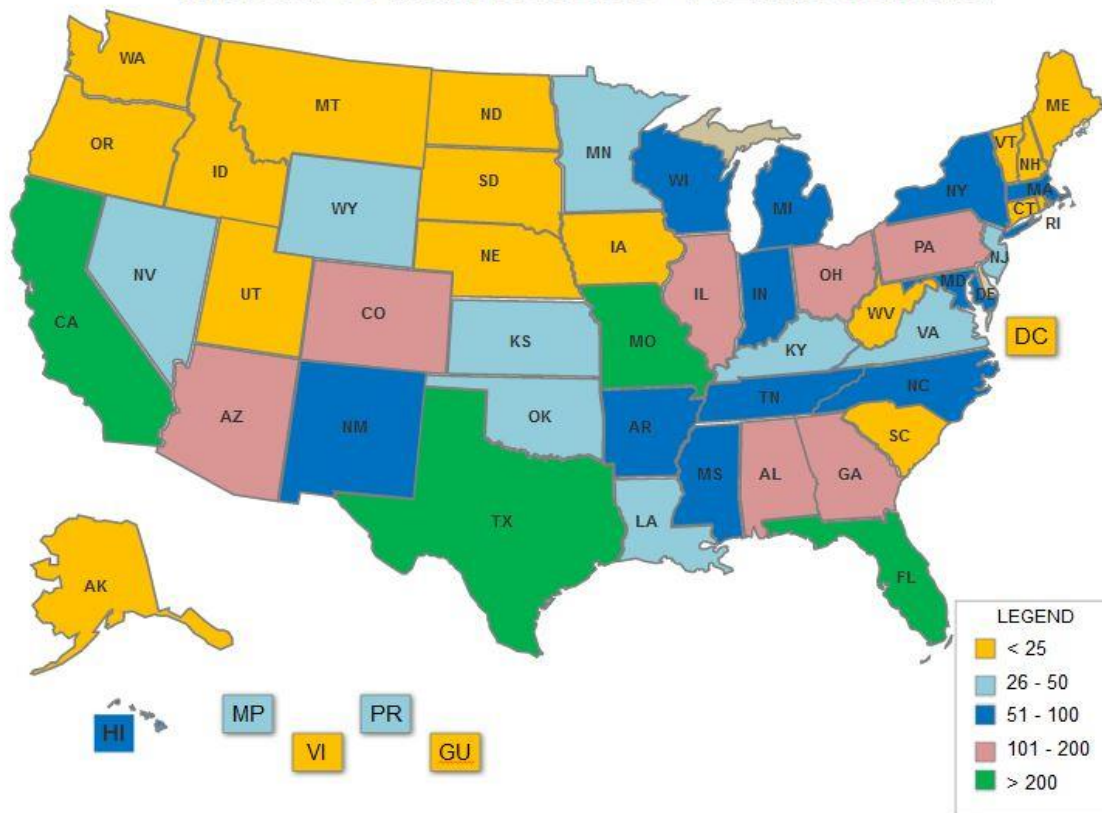 WA
MT
ND
MN
ME
OR
ID
SD
WI
VT
NH
WY
MI
NY
MA
CT
RI
NV
UT
NE
IA
PA
NJ
CA
CO
KS
MO
IL
IN
OH
WV
MD
DE
DC
KY
VA
AZ
NM
OK
AR
TN
NC
SC
TX
LA
MS
AL
GA
FL
AK
HI
MP
PR
VI
GU
LEGEND
< 25
26 - 50
51 - 100
101 - 200
> 200